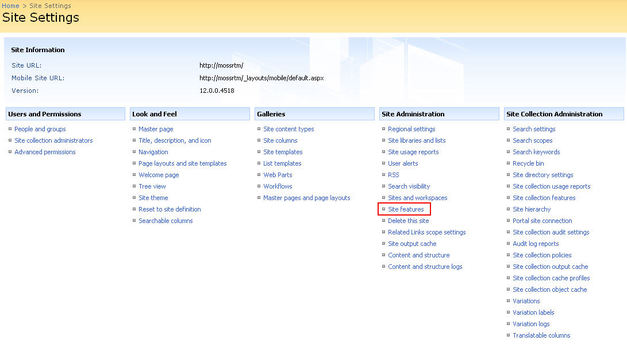 Home > Site Settings
Site Settings
Site Information
Site URL: http://mossrtm/
Mobile Site URL: http://mossrtm/_layouts/mobile/default.aspx
Version: 12.0.0.4518
Users and Permissions
People and groups
Site collection administrators
Advanced permissions
Look and Feel
Master page
Title, description, and icon
Navigation
Page layouts and site templates
Welcome page
Tree view
Site theme
Reset to site definition
Searchable columns
Galleries
Site content types
Site columns
Site templates
List templates
Web Parts
Workflows
Master pages and page layouts
Site Administration
Regional settings
Site libraries and lists
Site usage reports
User alerts
RSS
Search visibility
Sites and workspaces
Site features
Delete this site
Related Links scope settings
Site output cache
Content and structure
Content and structure logs
Site Collection Administration
Search settings
Search scopes
Search keywords
Recycle bin
Site directory settings
Site collection usage reports
Site collection features
Site hierarchy
Portal site connection
Site collection audit settings
Audit log reports
Site collection policies
Site collection output cache
Site collection cache profiles
Site collection object cache
Variations
Variation labels
Variation logs
Translatable columns